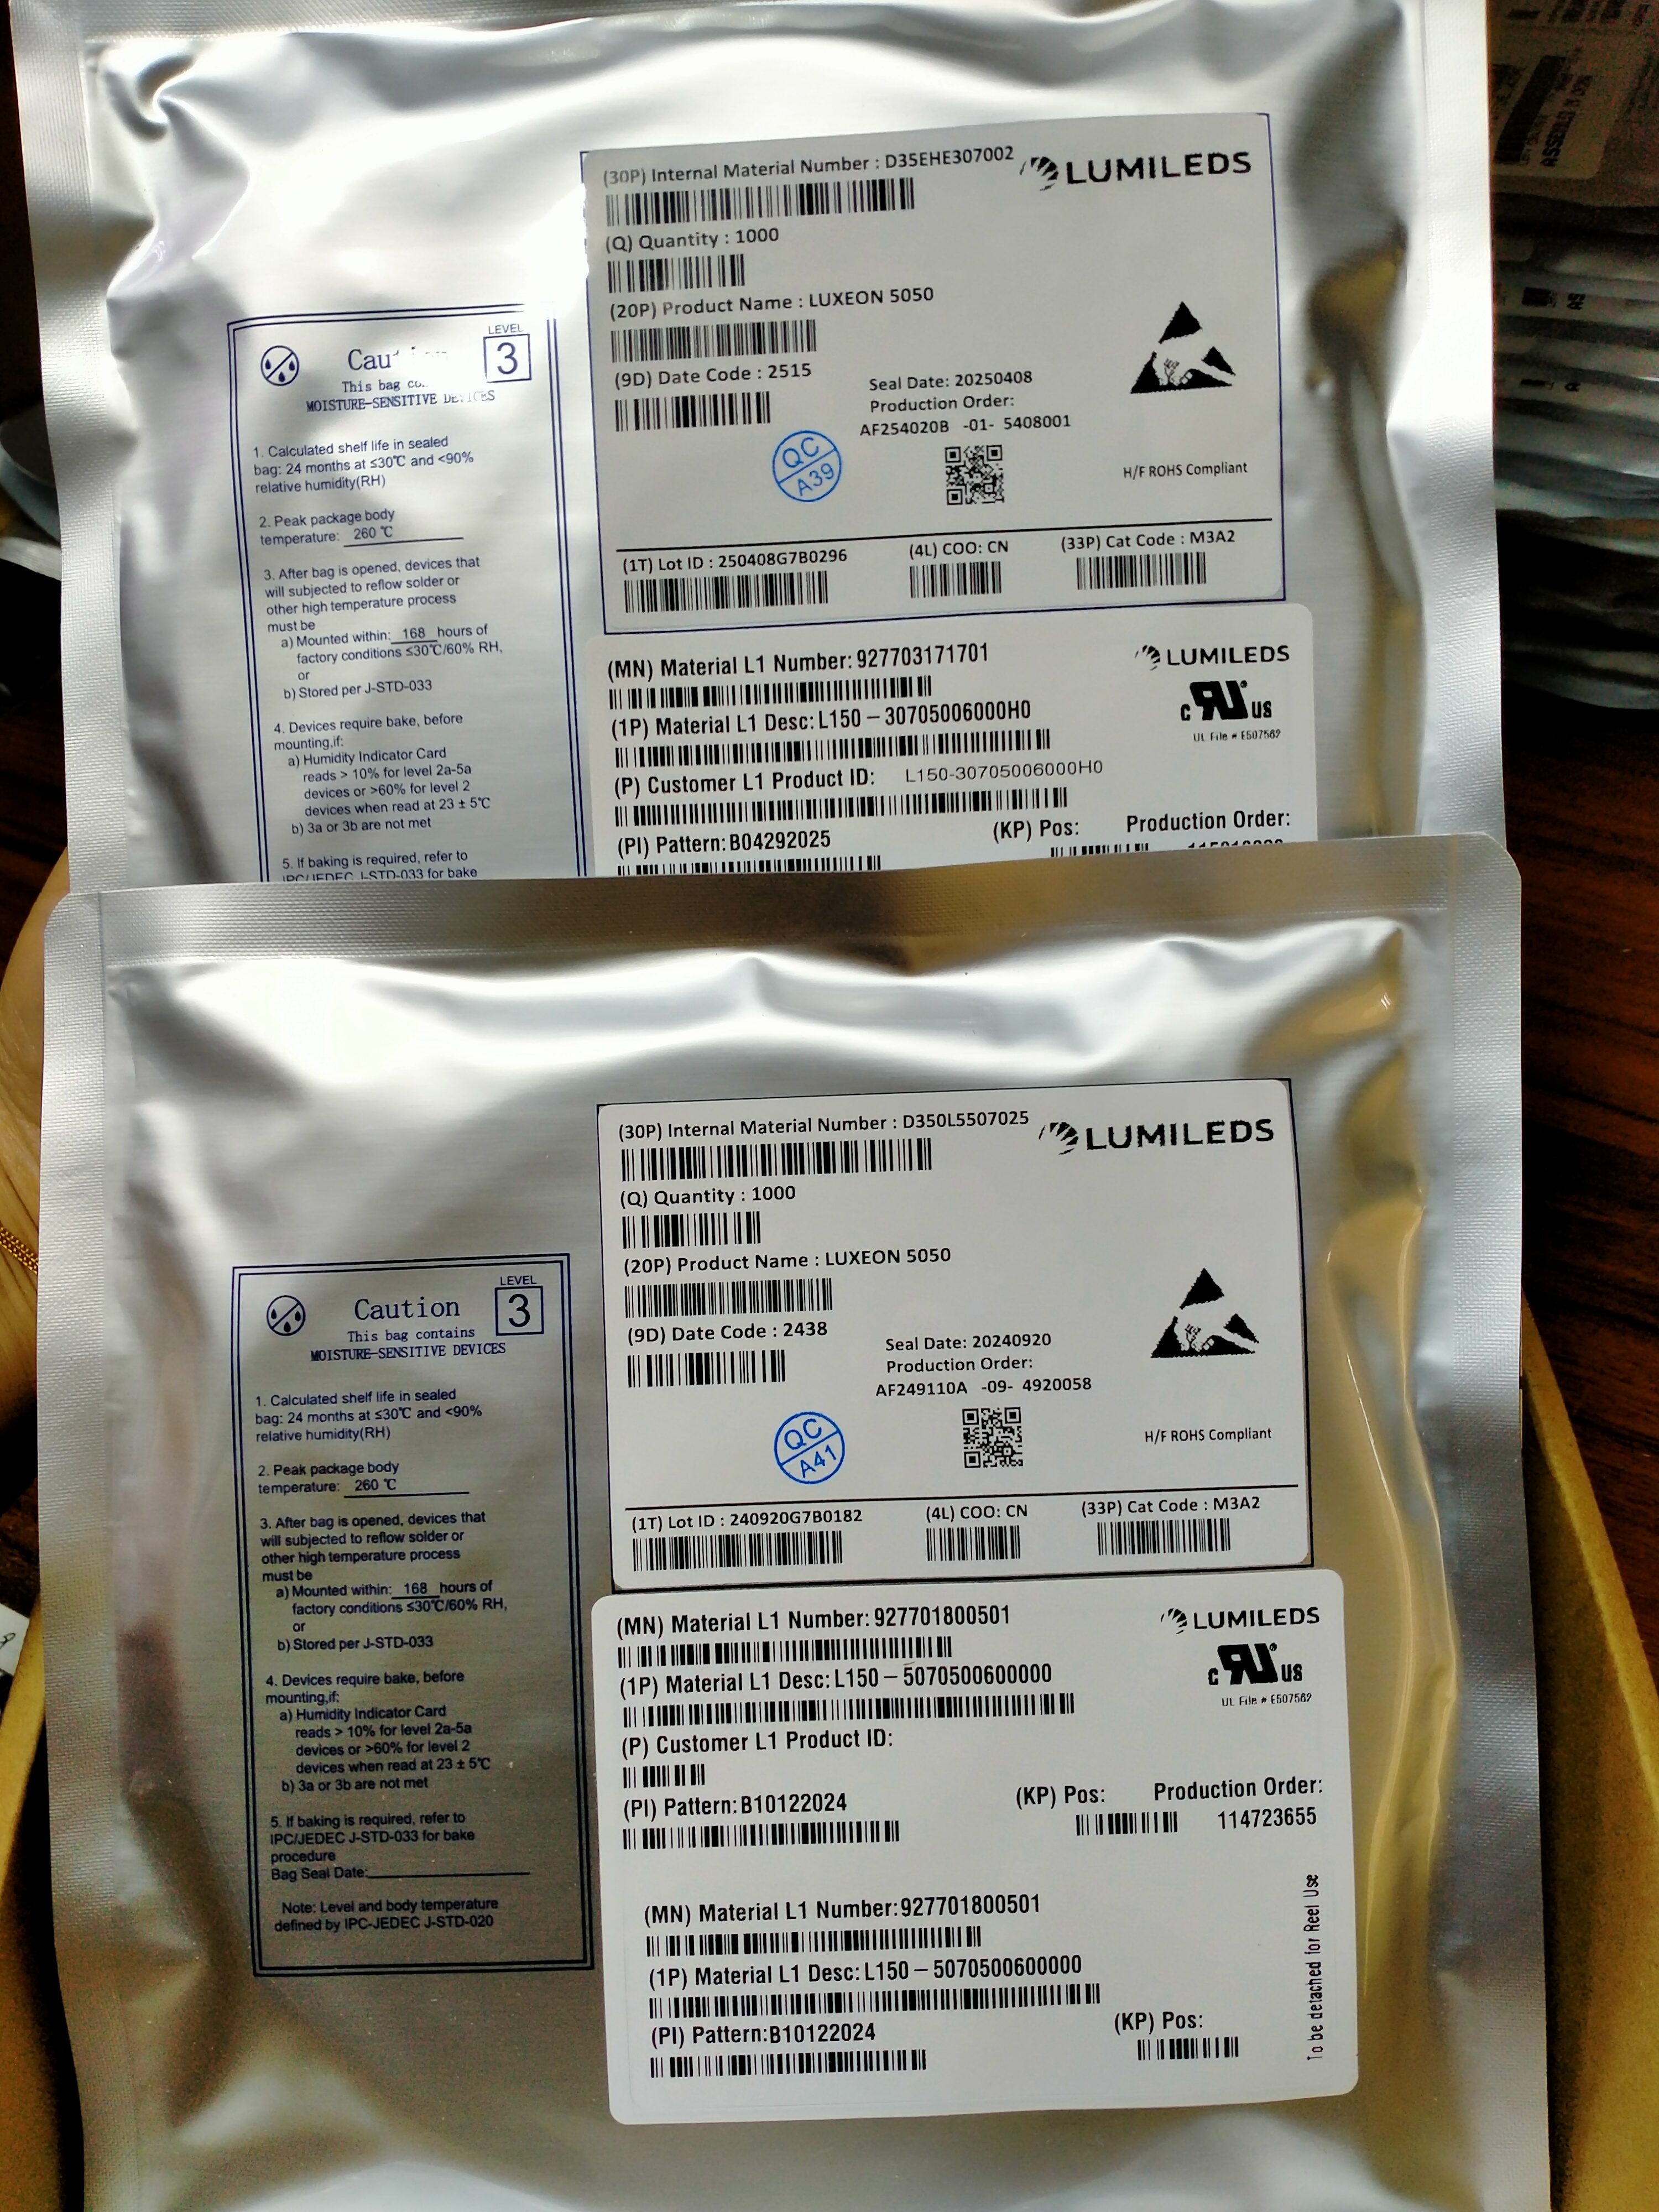 (30P) Internal Material Number : D35EHE307002
LUMILEDS
(Q) Quantity : 1000
(20P) Product Name : LUXEON 5050
(9D) Date Code : 2515
Seal Date: 20250408
Production Order:
AF254020B -01- 5408001
QC
A39
H/F ROHS Compliant
(1T) Lot ID : 250408G7B0296
(4L) COO: CN
(33P) Cat Code : M3A2
LEVEL
3
This bag
MOISTURE-SENSITIVE DEVICES
1. Calculated shelf life in sealed
bag: 24 months at ≤30℃ and <90%
relative humidity(RH)
2. Peak package body
temperature: 260 ℃
3. After bag is opened, devices that
will subjected to reflow solder or
other high temperature process
must be
a) Mounted within: 168 hours of
factory conditions ≤30℃/60% RH,
or
b) Stored per J-STD-033
4. Devices require bake, before
mounting,if:
a) Humidity Indicator Card
reads > 10% for level 2a-5a
devices or >60% for level 2
devices when read at 23 ± 5℃
b) 3a or 3b are not met
5. If baking is required, refer to
IPC/JEDEC J-STD-033 for bake
(MN) Material L1 Number: 927703171701
LUMILEDS
(1P) Material L1 Desc: L150 – 30705006000H0
c RU US
UL File # E507562
(P) Customer L1 Product ID: L150-30705006000H0
(PI) Pattern: B04292025
(KP) Pos:
Production Order:
(30P) Internal Material Number : D350L5507025
LUMILEDS
(Q) Quantity : 1000
(20P) Product Name : LUXEON 5050
(9D) Date Code : 2438
Seal Date: 20240920
Production Order:
AF249110A -09- 4920058
QC
A41
H/F ROHS Compliant
(1T) Lot ID : 240920G7B0182
(4L) COO: CN
(33P) Cat Code : M3A2
LEVEL
3
Caution
This bag contains
MOISTURE-SENSITIVE DEVICES
1. Calculated shelf life in sealed
bag: 24 months at ≤30℃ and <90%
relative humidity(RH)
2. Peak package body
temperature: 260 ℃
3. After bag is opened, devices that
will subjected to reflow solder or
other high temperature process
must be
a) Mounted within: 168 hours of
factory conditions ≤30℃/60% RH,
or
b) Stored per J-STD-033
4. Devices require bake, before
mounting,if:
a) Humidity Indicator Card
reads > 10% for level 2a-5a
devices or >60% for level 2
devices when read at 23 ± 5℃
b) 3a or 3b are not met
5. If baking is required, refer to
IPC/JEDEC J-STD-033 for bake
procedure
Bag Seal Date:
Note: Level and body temperature
defined by IPC-JEDEC J-STD-020
(MN) Material L1 Number: 927701800501
LUMILEDS
(1P) Material L1 Desc: L150 – 5070500600000
c RU US
UL File # E507562
(P) Customer L1 Product ID:
(PI) Pattern: B10122024
(KP) Pos:
Production Order:
114723655
(MN) Material L1 Number: 927701800501
(1P) Material L1 Desc: L150 – 5070500600000
(PI) Pattern: B10122024
(KP) Pos:
To be detached for Reel Use